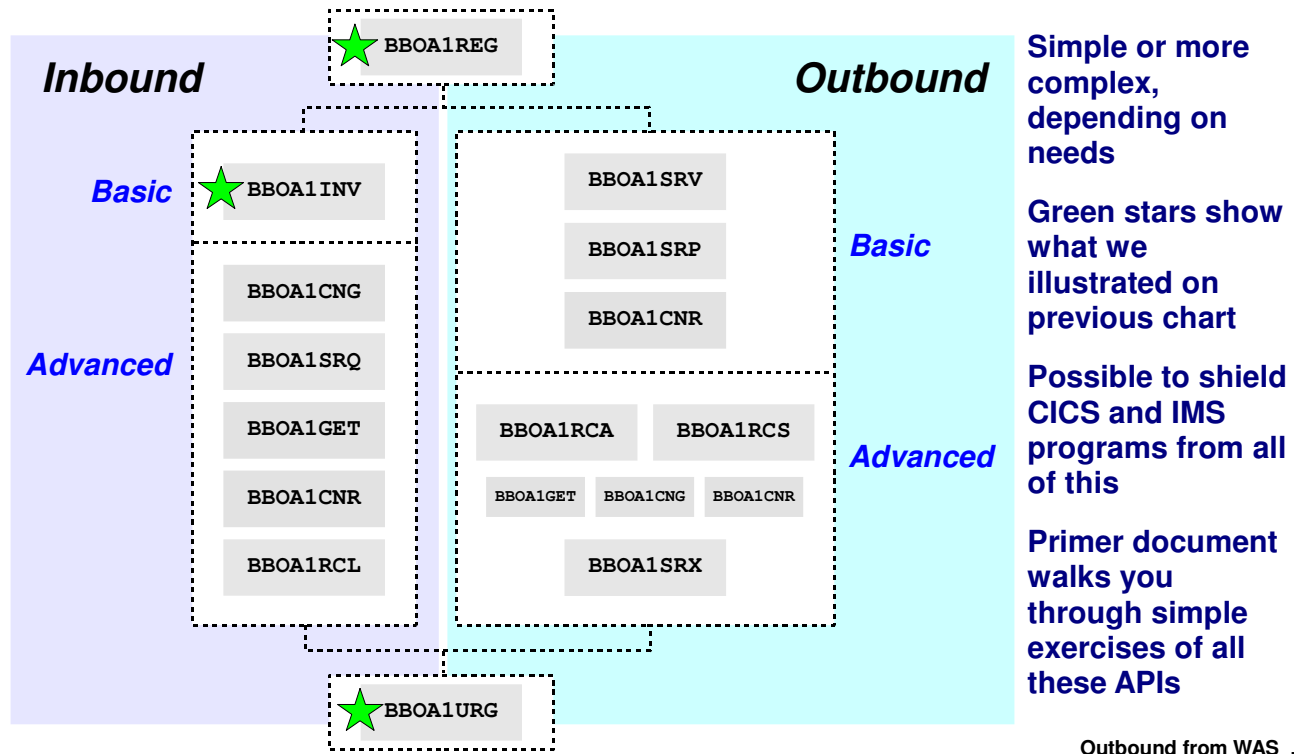 BBOA1REG
Inbound
Outbound
Basic
BBOA1INV
Advanced
BBOA1CNG
BBOA1SRQ
BBOA1GET
BBOA1CNR
BBOA1RCL
BBOA1SRV
BBOA1SRP
BBOA1CNR
Basic
BBOA1RCA BBOA1RCS
BBOA1GET BBOA1CNG BBOA1CNR
BBOA1SRX
Advanced
BBOA1URG
Simple or more
complex,
depending on
needs
Green stars show
what we
illustrated on
previous chart
Possible to shield
CICS and IMS
programs from all
of this
Primer document
walks you
through simple
exercises of all
these APIs
Outbound from WAS